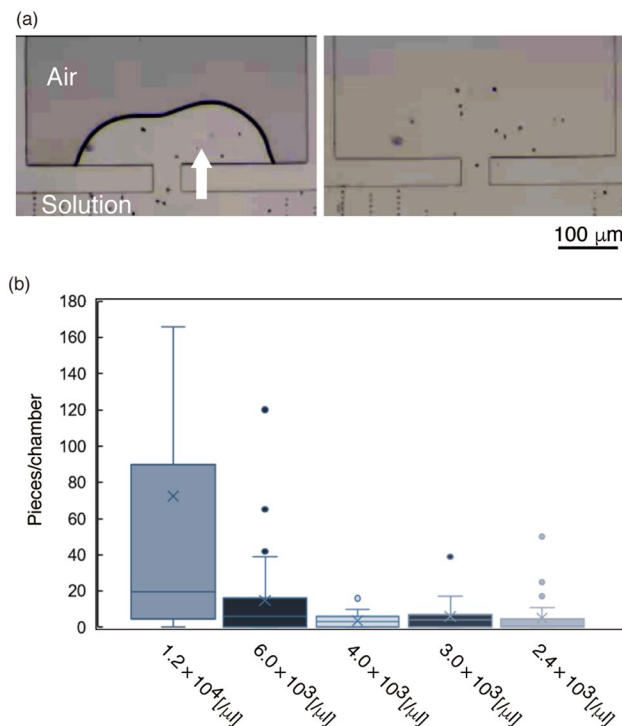 (a)
Air
Solution
100 μm
(b)
Pieces/chamber
180
160
140
120
100
80
60
40
20
0
1.2 × 10⁴[/μl]
6.0 × 10³[/μl]
4.0 × 10³[/μl]
3.0 × 10³[/μl]
2.4 × 10³[/μl]